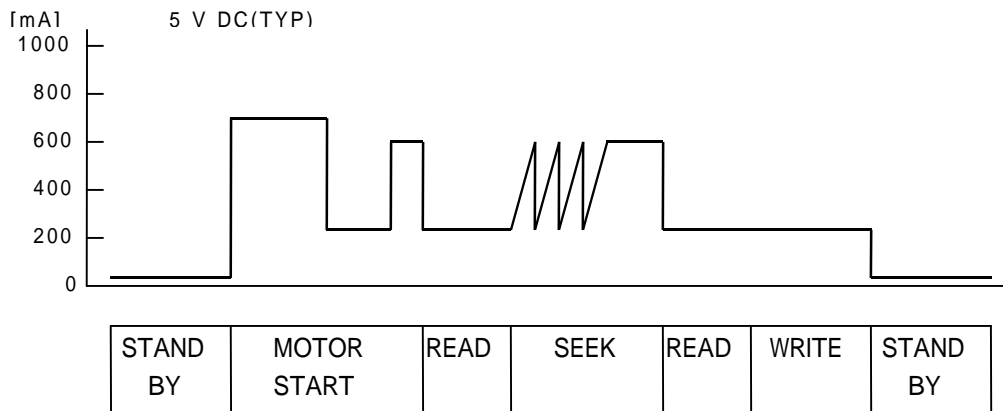 [mA] 5 V DC(TYP)
1000
800
600
400
200
0
STAND MOTOR READ SEEK READ WRITE STAND
BY START BY